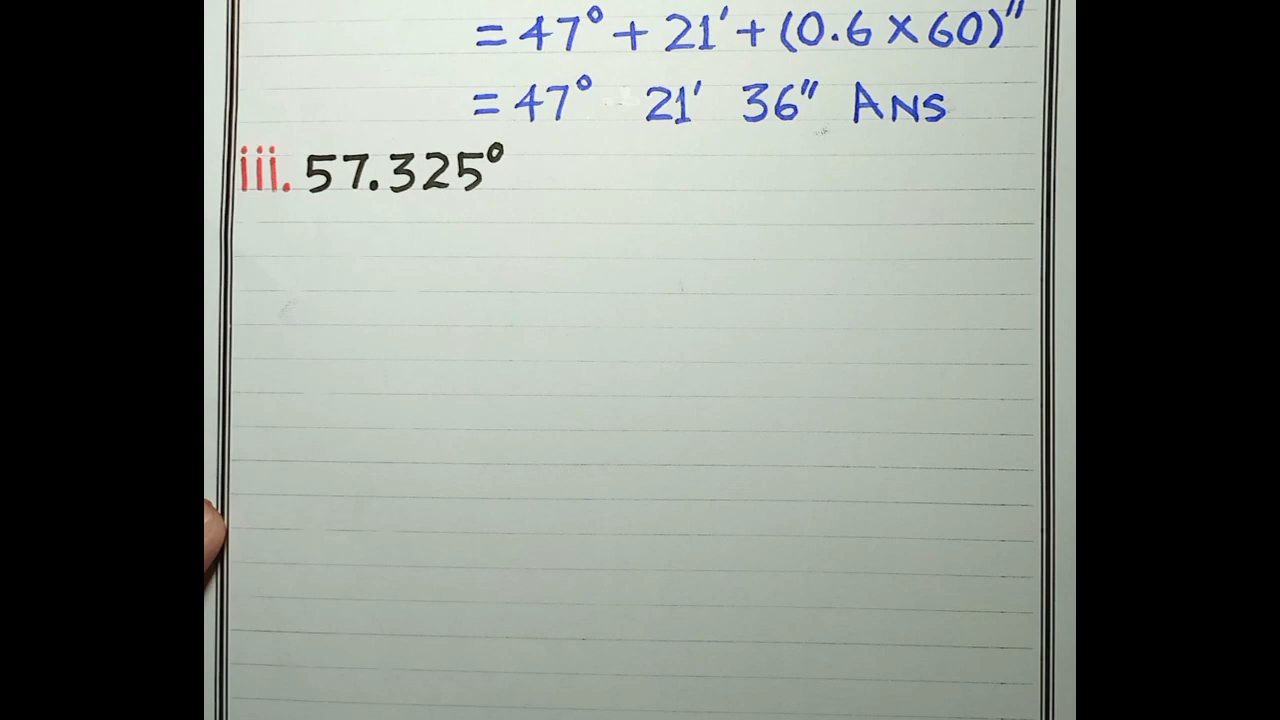 = 47° + 21′ + (0.6 × 60)″
= 47° 21′ 36″ ANS
iii. 57.325°